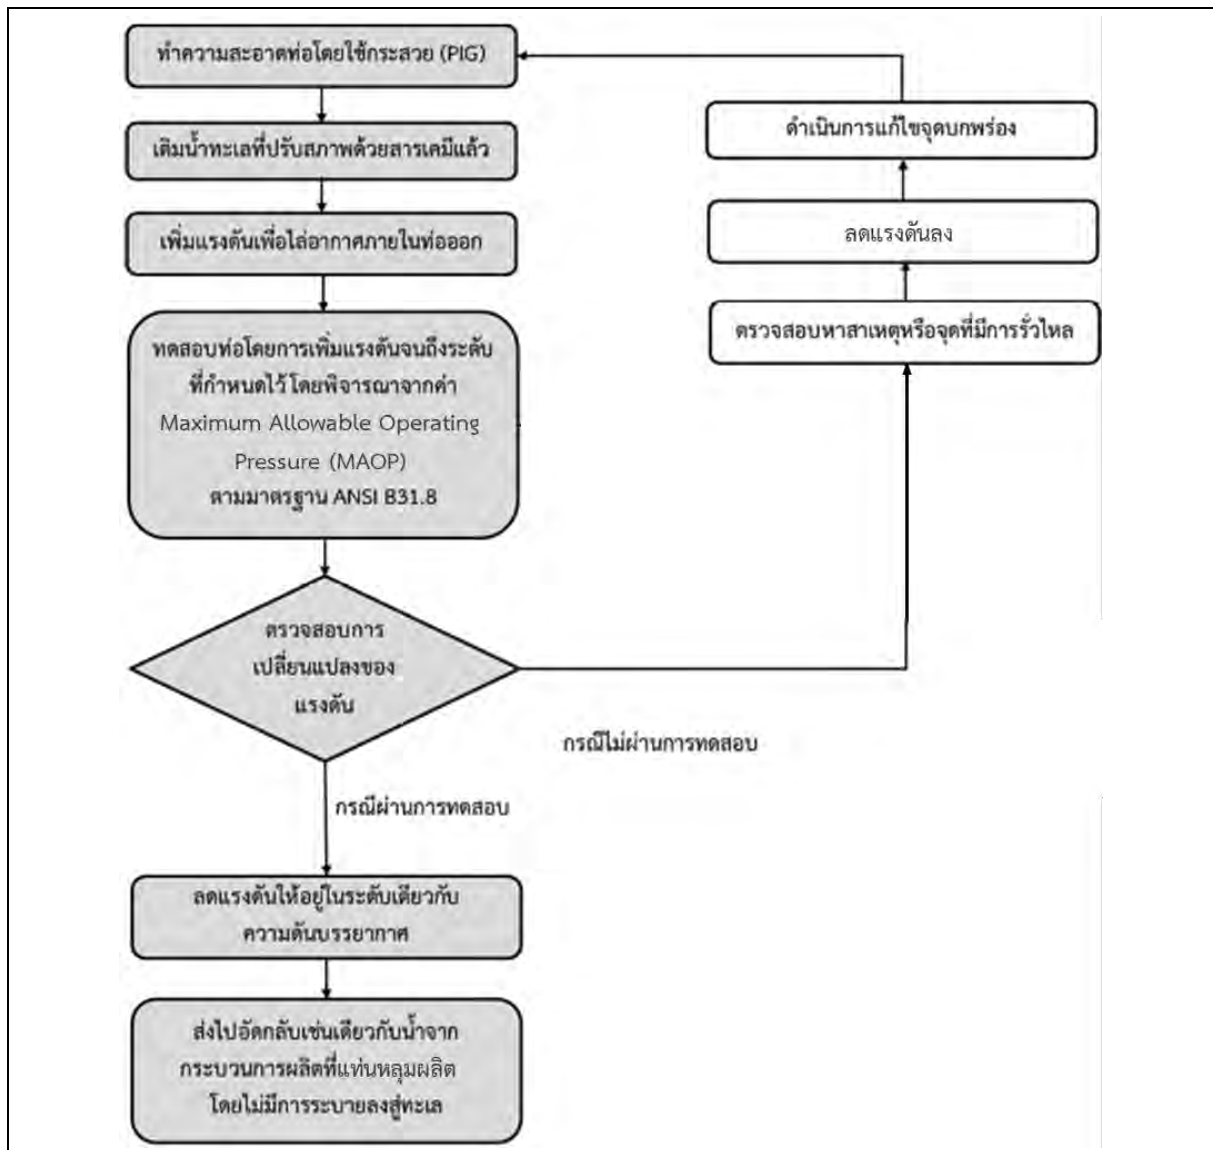 ทำความสะอาดท่อโดยใช้กระสวย (PIG)
เติมน้ำทะเลที่ปรับสภาพด้วยสารเคมีแล้ว
เพิ่มแรงดันเพื่อไล่อากาศภายในท่อออก
ทดสอบท่อโดยการเพิ่มแรงดันจนถึงระดับ
ที่กำหนดไว้ โดยพิจารณาจากค่า
Maximum Allowable Operating
Pressure (MAOP)
ตามมาตรฐาน ANSI B31.8
ตรวจสอบการ
เปลี่ยนแปลงของ
แรงดัน
กรณีไม่ผ่านการทดสอบ
ตรวจสอบหาสาเหตุหรือจุดที่มีการรั่วไหล
ลดแรงดันลง
ดำเนินการแก้ไขจุดบกพร่อง
กรณีผ่านการทดสอบ
ลดแรงดันให้อยู่ในระดับเดียวกับ
ความดันบรรยากาศ
ส่งไปอัดกลับเช่นเดียวกับน้ำจาก
กระบวนการผลิตที่แท่นหลุมผลิต
โดยไม่มีการระบายลงสู่ทะเล